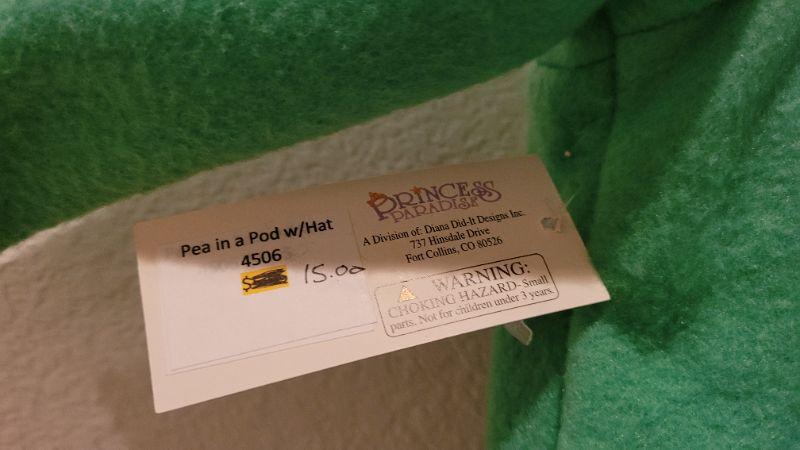 Pea in a Pod w/Hat
4506
$ 15.00
PRINCESS
PARADISE
A Division of: Diana Did-It Designs Inc.
737 Hinsdale Drive
Fort Collins, CO 80526
WARNING:
CHOKING HAZARD- Small
parts. Not for children under 3 years.